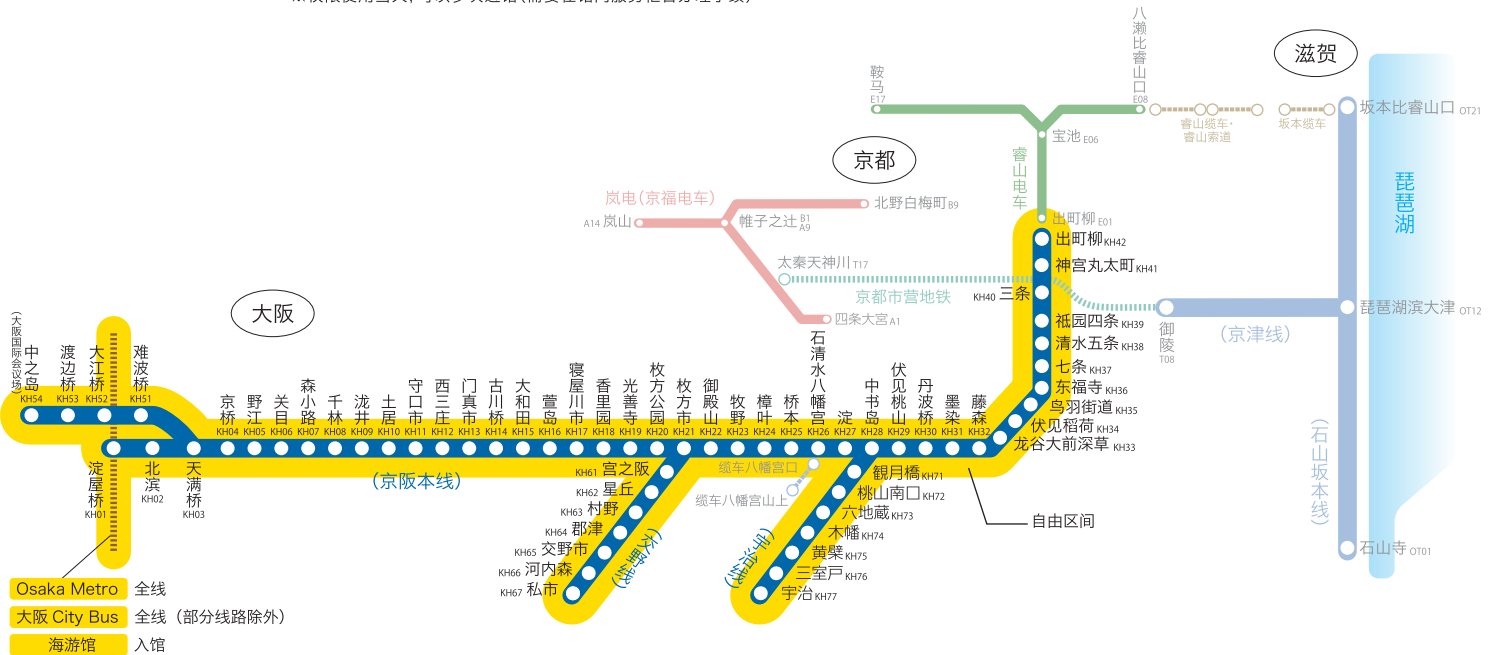 八瀬比睿山口
E08
滋贺
鞍马
E17
睿山缆车・
睿山索道
坂本缆车
坂本比睿山口 OT21
宝池 E06
京都
睿山电车
琵琶湖
岚电(京福电车)
北野白梅町 B9
A14 岚山
帷子之辻 B1
A9
出町柳 E01
出町柳 KH42
太秦天神川 T17
神宫丸太町 KH41
京都市营地铁
KH40 三条
大阪
四条大宫 A1
祇园四条 KH39
御陵
T08
(京津线)
琵琶湖滨大津 OT12
清水五条 KH38
七条 KH37
东福寺 KH36
鸟羽街道 KH35
伏见稻荷 KH34
龙谷大前深草 KH33
(大阪国际会议场)
中之岛
KH54
渡边桥
KH53
大江桥
KH52
难波桥
KH51
京桥
KH04
野江
KH05
关目
KH06
森小路
KH07
千林
KH08
泷井
KH09
土居
KH10
守口市
KH11
西三庄
KH12
门真市
KH13
古川桥
KH14
大和田
KH15
萱岛
KH16
寝屋川市
KH17
香里园
KH18
光善寺
KH19
枚方公园
KH20
枚方市
KH21
御殿山
KH22
牧野
KH23
樟叶
KH24
桥本
KH25
石清水八幡宫
KH26
淀
KH27
中书岛
KH28
伏见桃山
KH29
丹波桥
KH30
墨染
KH31
藤森
KH32
淀屋桥
KH01
北滨
KH02
天满桥
KH03
(京阪本线)
KH61 宫之阪
KH62 星丘
KH63 村野
KH64 郡津
KH65 交野市
KH66 河内森
KH67 私市
(交野线)
缆车八幡宫口
缆车八幡宫山上
観月橋 KH71
桃山南口 KH72
六地蔵 KH73
木幡 KH74
黄檗 KH75
三室戸 KH76
宇治 KH77
(宇治线)
自由区间
(石山坂本线)
石山寺 OT01
Osaka Metro 全线
大阪 City Bus 全线（部分线路除外）
海游馆 入馆